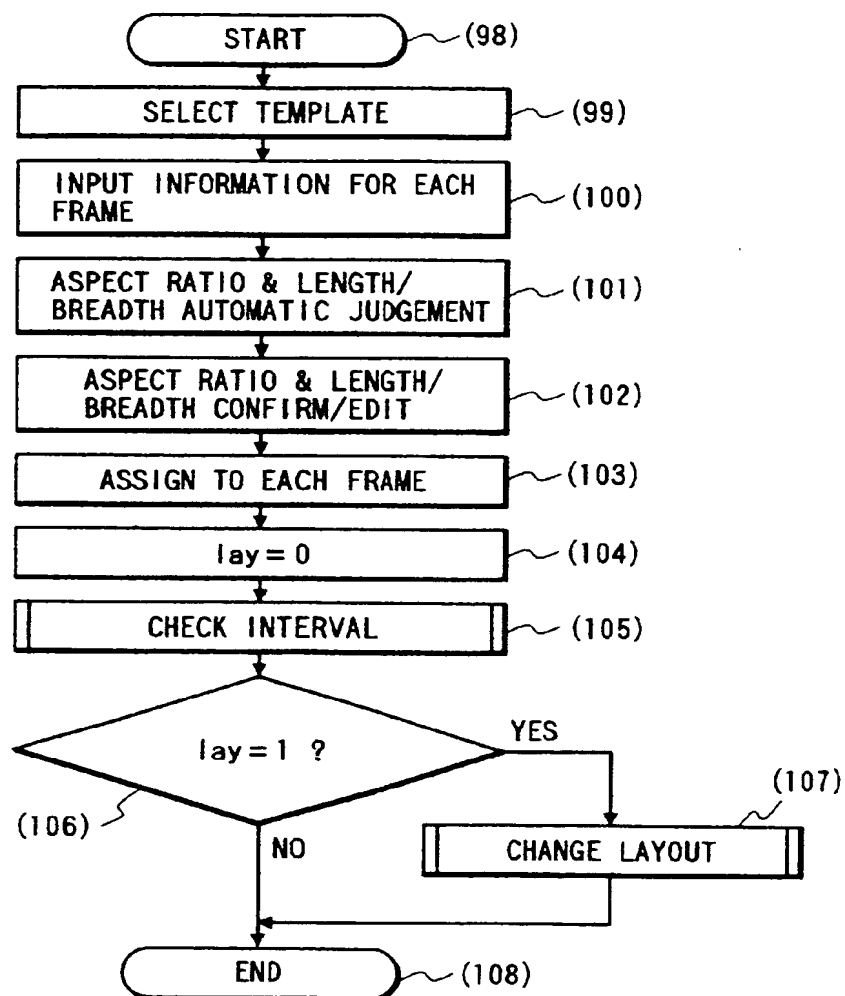 START
(98)
SELECT TEMPLATE
(99)
INPUT INFORMATION FOR EACH
FRAME
(100)
ASPECT RATIO & LENGTH/
BREADTH AUTOMATIC JUDGEMENT
(101)
ASPECT RATIO & LENGTH/
BREADTH CONFIRM/EDIT
(102)
ASSIGN TO EACH FRAME
(103)
lay = 0
(104)
CHECK INTERVAL
(105)
lay = 1 ?
YES
(106)
NO
(107)
CHANGE LAYOUT
END
(108)